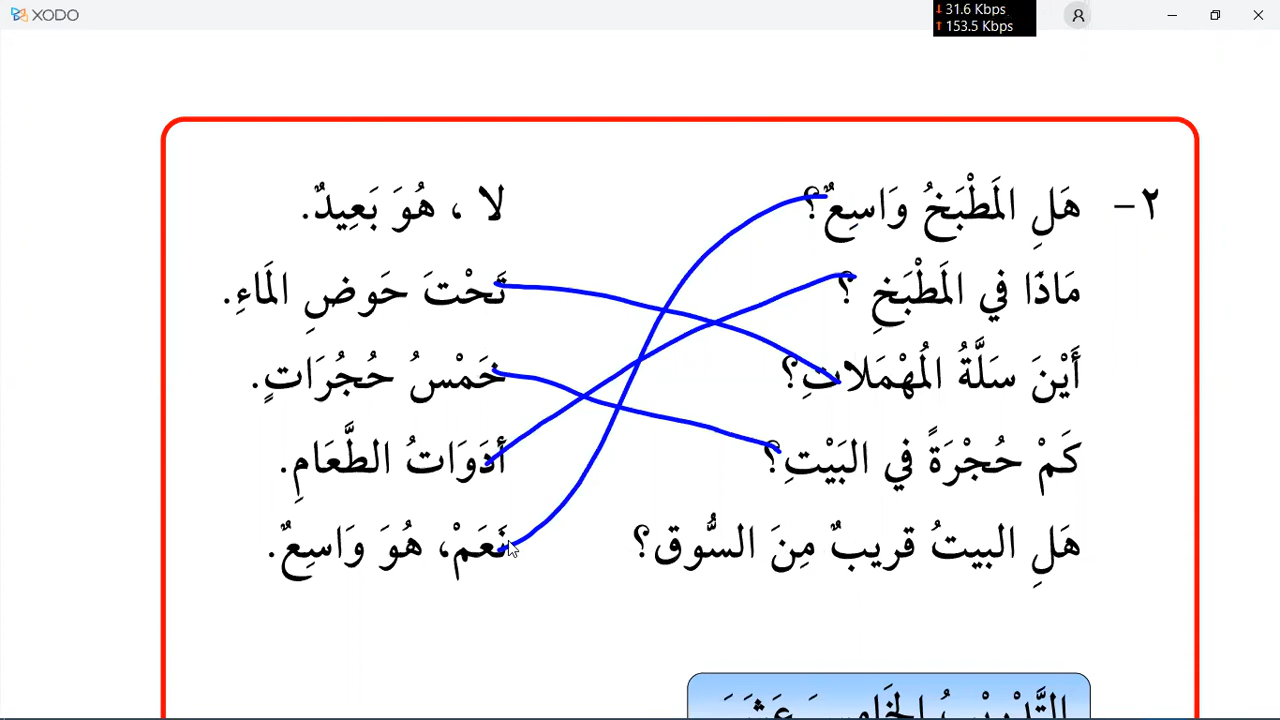 XODO
31.6 Kbps
153.5 Kbps
٢- هَلِ المَطْبَخُ وَاسِعٌ؟ لا ، هُوَ بَعِيدٌ.
مَاذَا في المَطْبَخِ ؟ تَحْتَ حَوضِ المَاءِ.
أَيْنَ سَلَّةُ المُهْمَلاتِ؟ خَمْسُ حُجُرَاتٍ.
كَمْ حُجْرَةً في البَيْتِ؟ أدَوَاتُ الطَّعَامِ.
هَلِ البيتُ قريبٌ مِنَ السُّوق؟ نَعَمْ، هُوَ وَاسِعٌ.